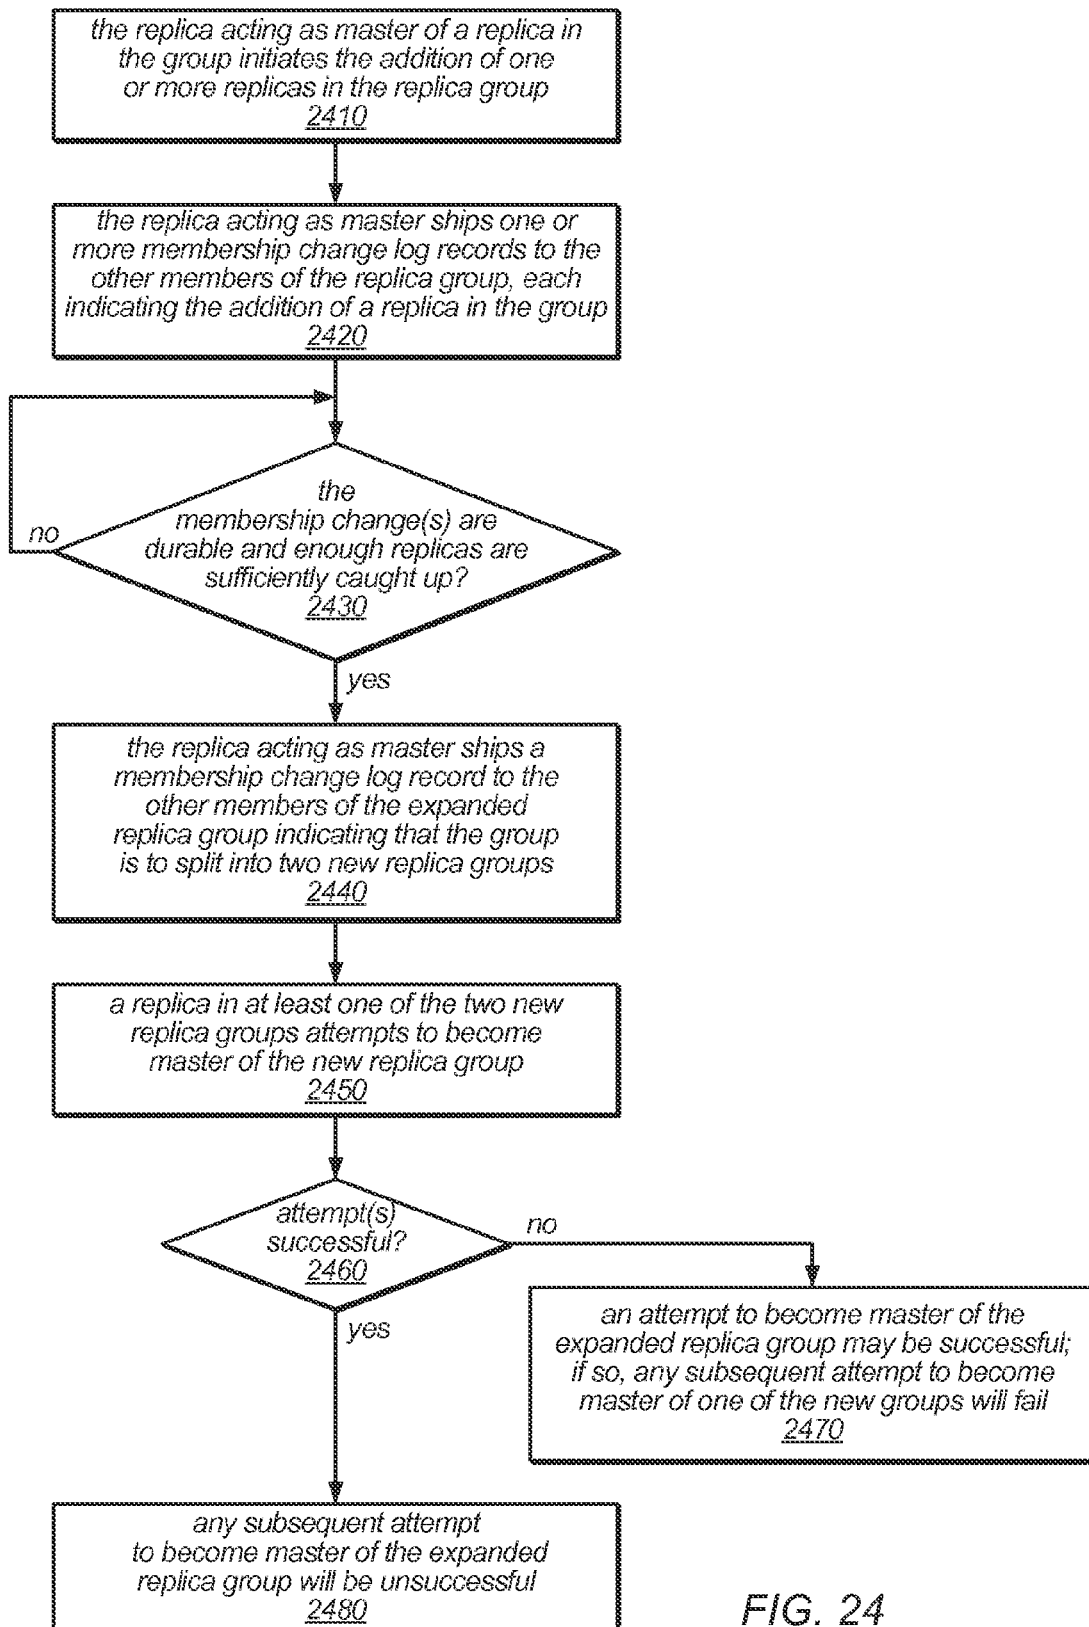 the replica acting as master of a replica in
the group initiates the addition of one
or more replicas in the replica group
2410
the replica acting as master ships one or
more membership change log records to the
other members of the replica group, each
indicating the addition of a replica in the group
2420
the
membership change(s) are
durable and enough replicas are
sufficiently caught up?
2430
no
yes
the replica acting as master ships a
membership change log record to the
other members of the expanded
replica group indicating that the group
is to split into two new replica groups
2440
a replica in at least one of the two new
replica groups attempts to become
master of the new replica group
2450
attempt(s)
successful?
2460
no
yes
an attempt to become master of the
expanded replica group may be successful;
if so, any subsequent attempt to become
master of one of the new groups will fail
2470
any subsequent attempt
to become master of the expanded
replica group will be unsuccessful
2480
FIG. 24